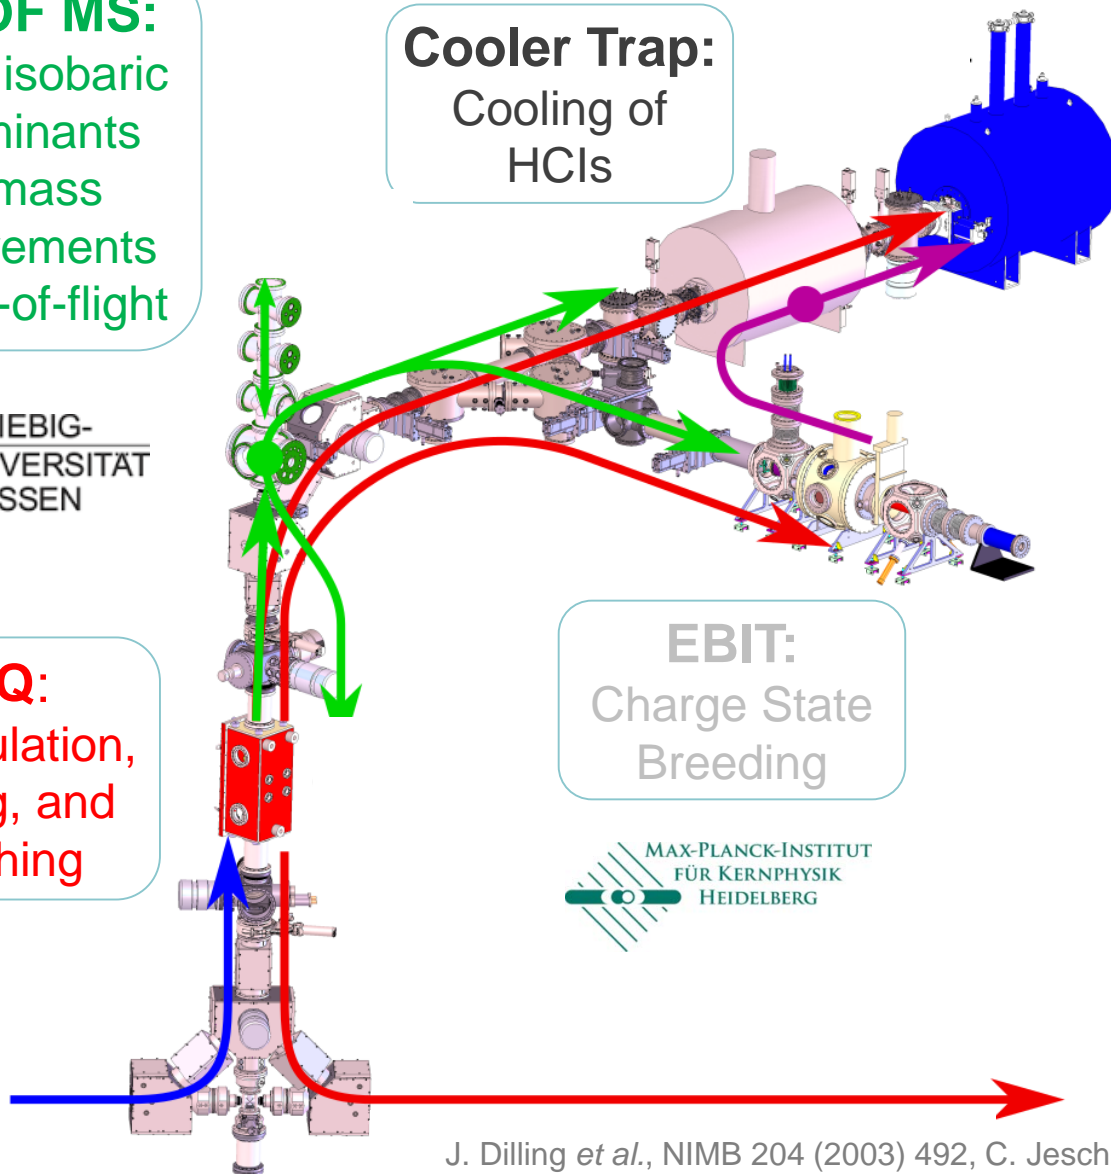 OF MS:
isobaric
minants
mass
ements
-of-flight
Cooler Trap:
Cooling of
HCIs
IEBIG-
VERSITÄT
SSEN
Q:
ulation,
g, and
hing
EBIT:
Charge State
Breeding
MAX-PLANCK-INSTITUT
FÜR KERNPHYSIK
HEIDELBERG
J. Dilling et al., NIMB 204 (2003) 492, C. Jesch